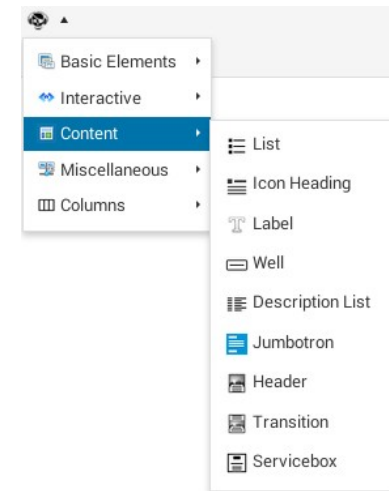 Basic Elements
Interactive
Content
Miscellaneous
Columns
List
Icon Heading
Label
Well
Description List
Jumbotron
Header
Transition
Servicebox